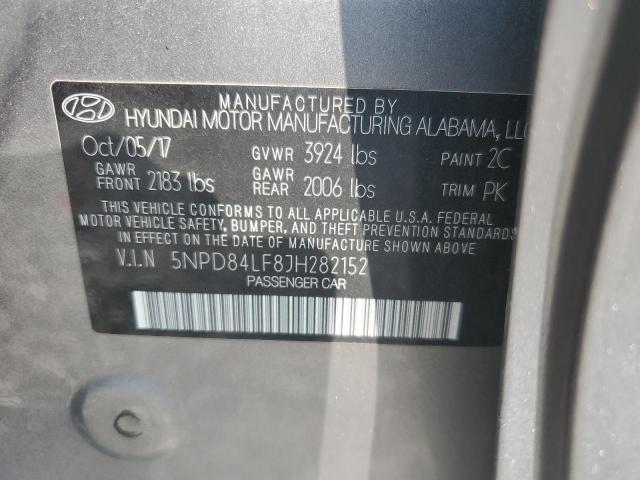 MANUFACTURED BY
HYUNDAI MOTOR MANUFACTURING ALABAMA, LLC
Oct/05/17 GVWR 3924 lbs PAINT 2C
GAWR FRONT 2183 lbs GAWR REAR 2006 lbs TRIM PK
THIS VEHICLE CONFORMS TO ALL APPLICABLE U.S.A. FEDERAL
MOTOR VEHICLE SAFETY, BUMPER, AND THEFT PREVENTION STANDARDS
IN EFFECT ON THE DATE OF MANUFACTURE SHOWN ABOVE.
V.I.N 5NPD84LF8JH282152
PASSENGER CAR